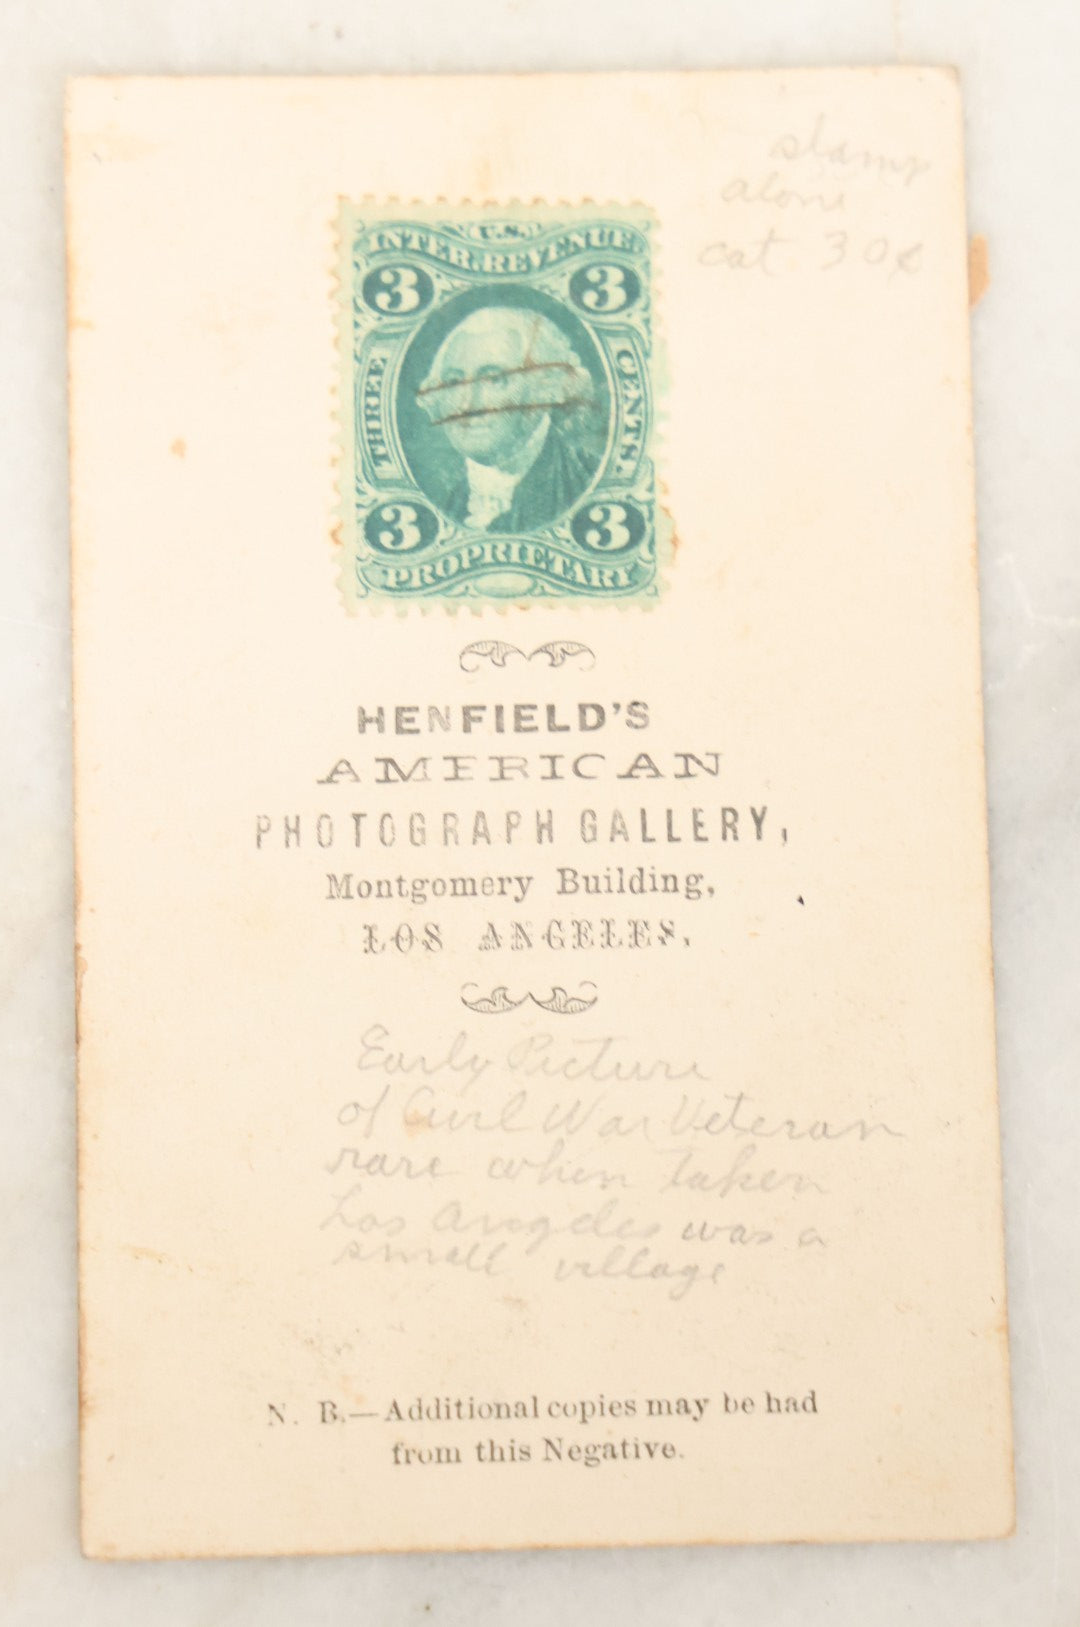 stamp
alone
cat 30¢
U.S.
INTER. REVENUE.
3 3
THREE CENTS.
3 3
PROPRIETARY
HENFIELD'S
AMERICAN
PHOTOGRAPH GALLERY,
Montgomery Building,
LOS ANGELES.
Early Picture
of Civil War Veteran
rare when taken
Los Angeles was a
small village
N. B.—Additional copies may be had
from this Negative.